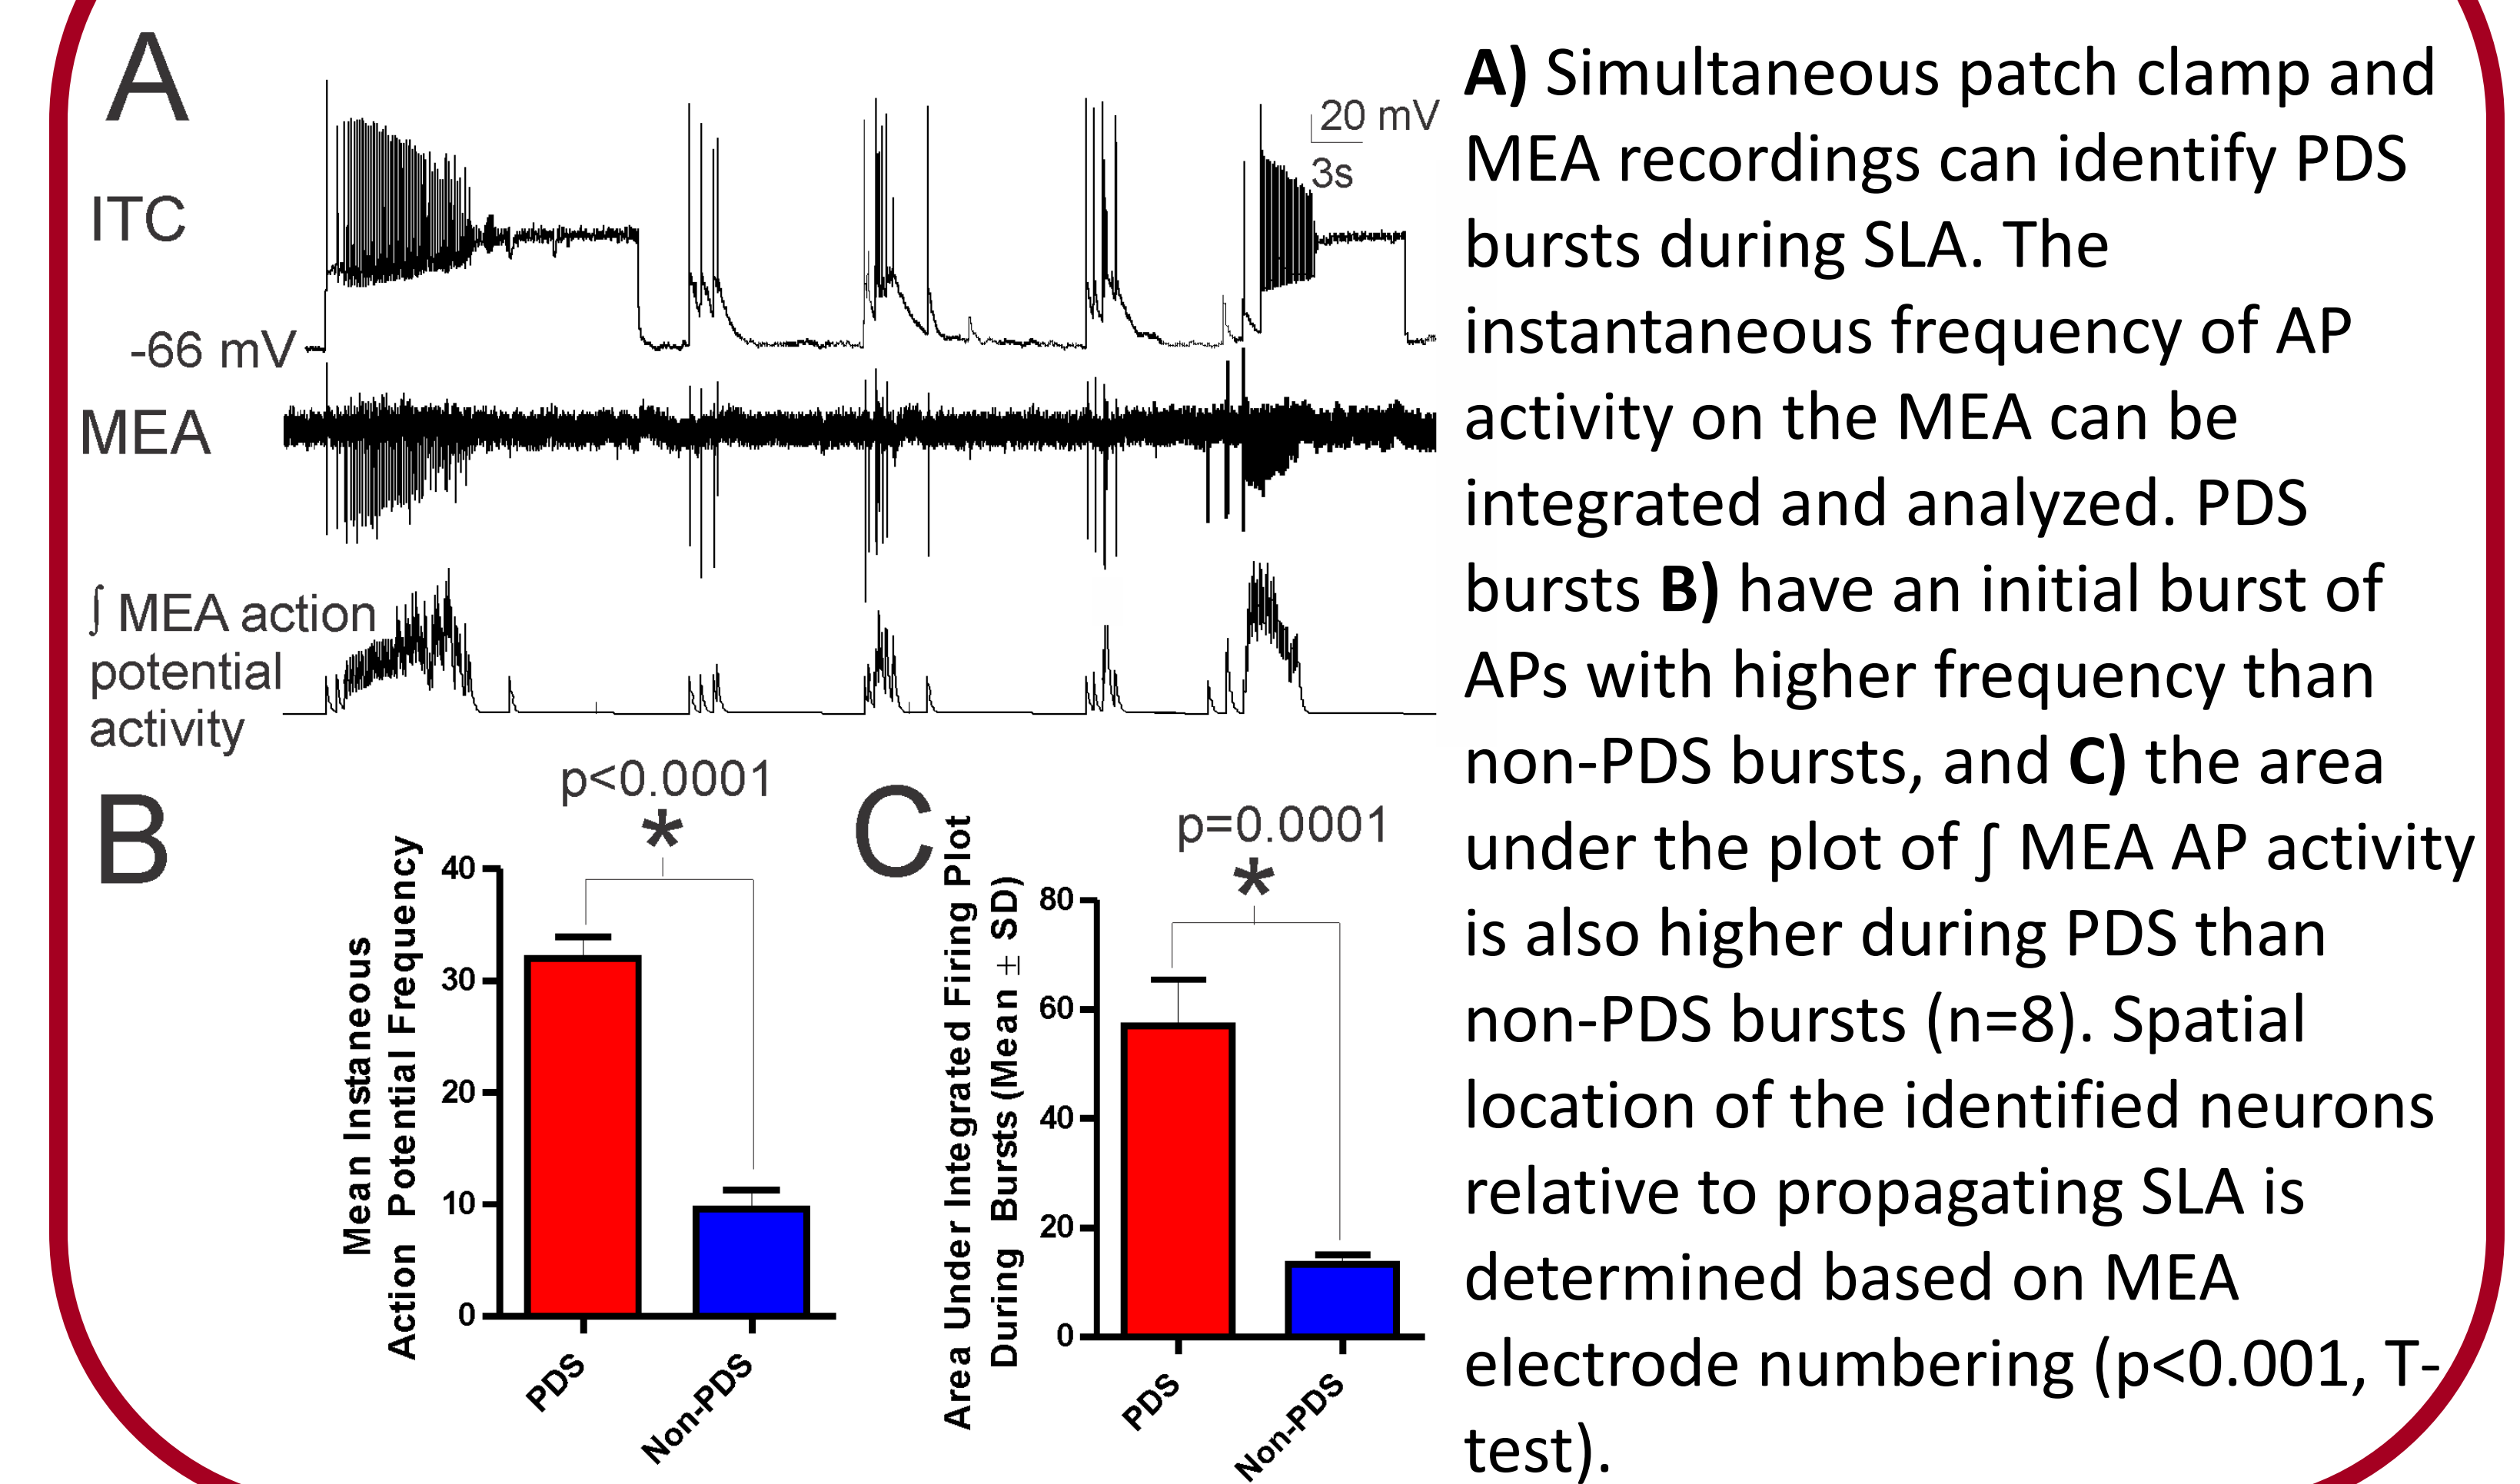 A
ITC
20 mV
3s
-66 mV
MEA
∫ MEA action
potential
activity
B
p<0.0001
*
Mean Instaneous
Action Potential Frequency
40
30
20
10
0
PDS
Non-PDS
C
p=0.0001
*
Area Under Integrated Firing Plot
During Bursts (Mean ± SD)
80
60
40
20
0
PDS
Non-PDS
A) Simultaneous patch clamp and
MEA recordings can identify PDS
bursts during SLA. The
instantaneous frequency of AP
activity on the MEA can be
integrated and analyzed. PDS
bursts B) have an initial burst of
APs with higher frequency than
non-PDS bursts, and C) the area
under the plot of ∫ MEA AP activity
is also higher during PDS than
non-PDS bursts (n=8). Spatial
location of the identified neurons
relative to propagating SLA is
determined based on MEA
electrode numbering (p<0.001, T-
test).